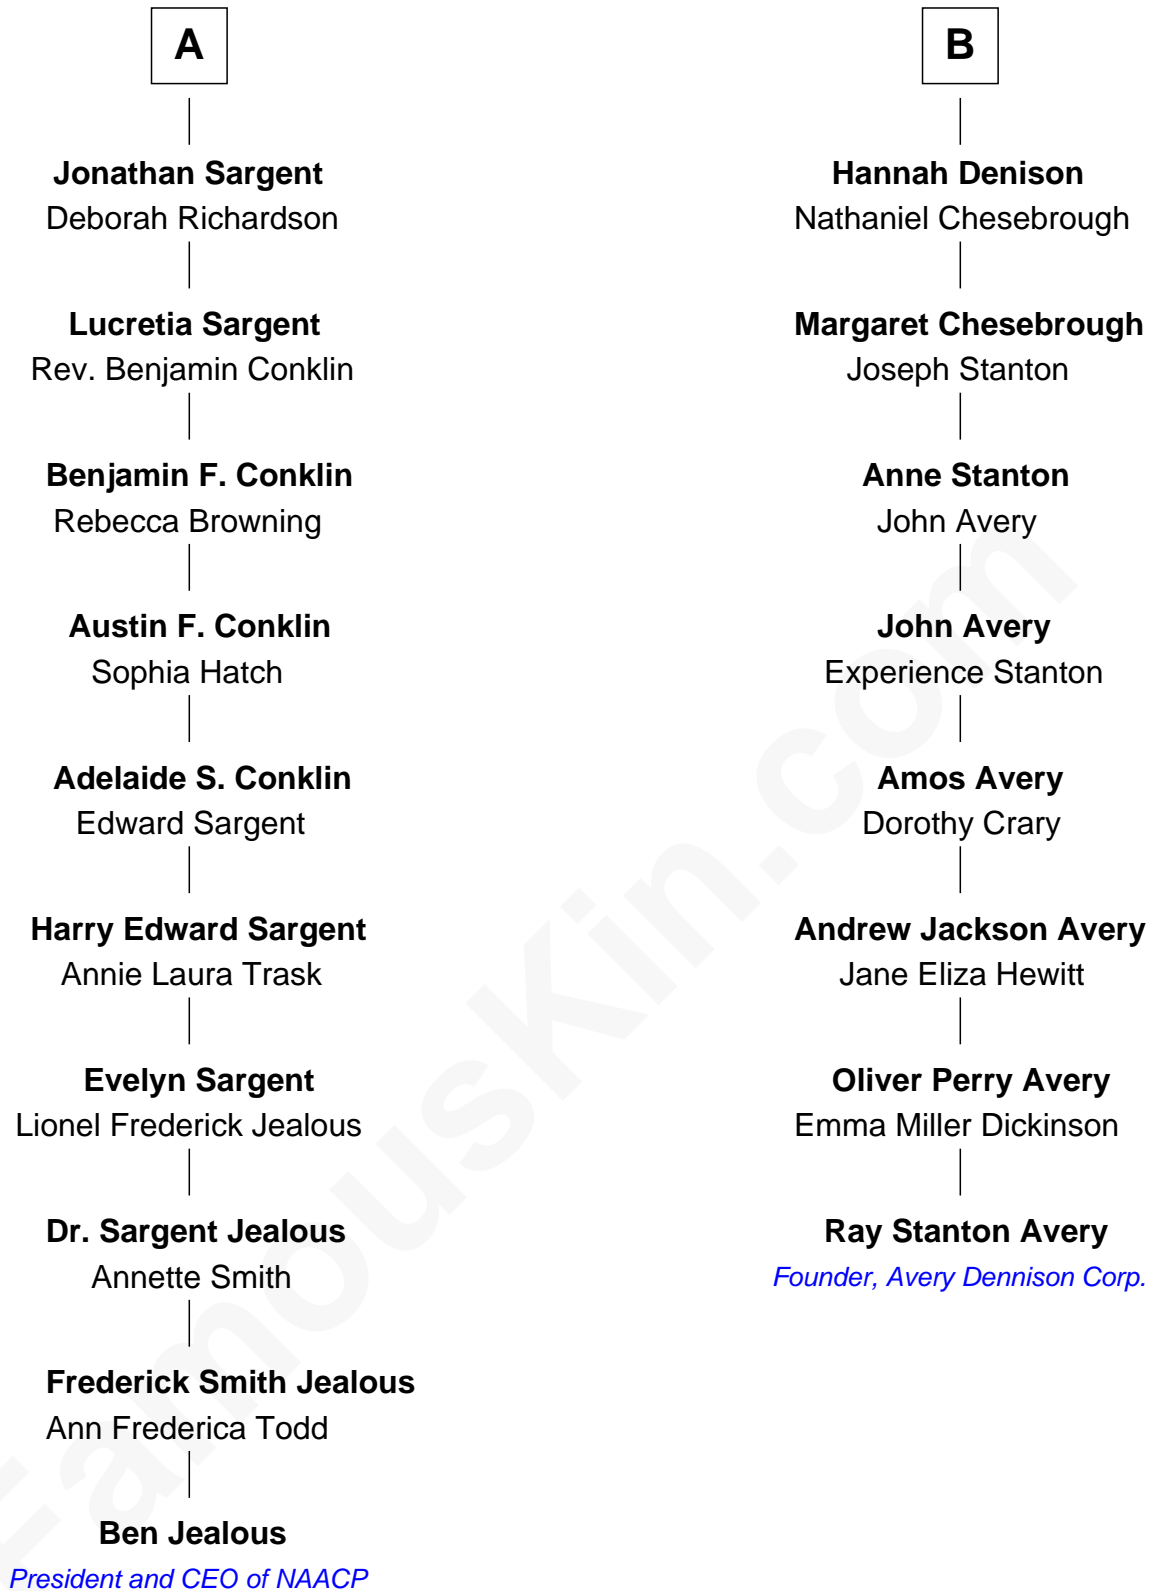 A
Jonathan Sargent
Deborah Richardson
Lucretia Sargent
Rev. Benjamin Conklin
Benjamin F. Conklin
Rebecca Browning
Austin F. Conklin
Sophia Hatch
Adelaide S. Conklin
Edward Sargent
Harry Edward Sargent
Annie Laura Trask
Evelyn Sargent
Lionel Frederick Jealous
Dr. Sargent Jealous
Annette Smith
Frederick Smith Jealous
Ann Frederica Todd
Ben Jealous
President and CEO of NAACP
B
Hannah Denison
Nathaniel Chesebrough
Margaret Chesebrough
Joseph Stanton
Anne Stanton
John Avery
John Avery
Experience Stanton
Amos Avery
Dorothy Crary
Andrew Jackson Avery
Jane Eliza Hewitt
Oliver Perry Avery
Emma Miller Dickinson
Ray Stanton Avery
Founder, Avery Dennison Corp.
FamousKin.com